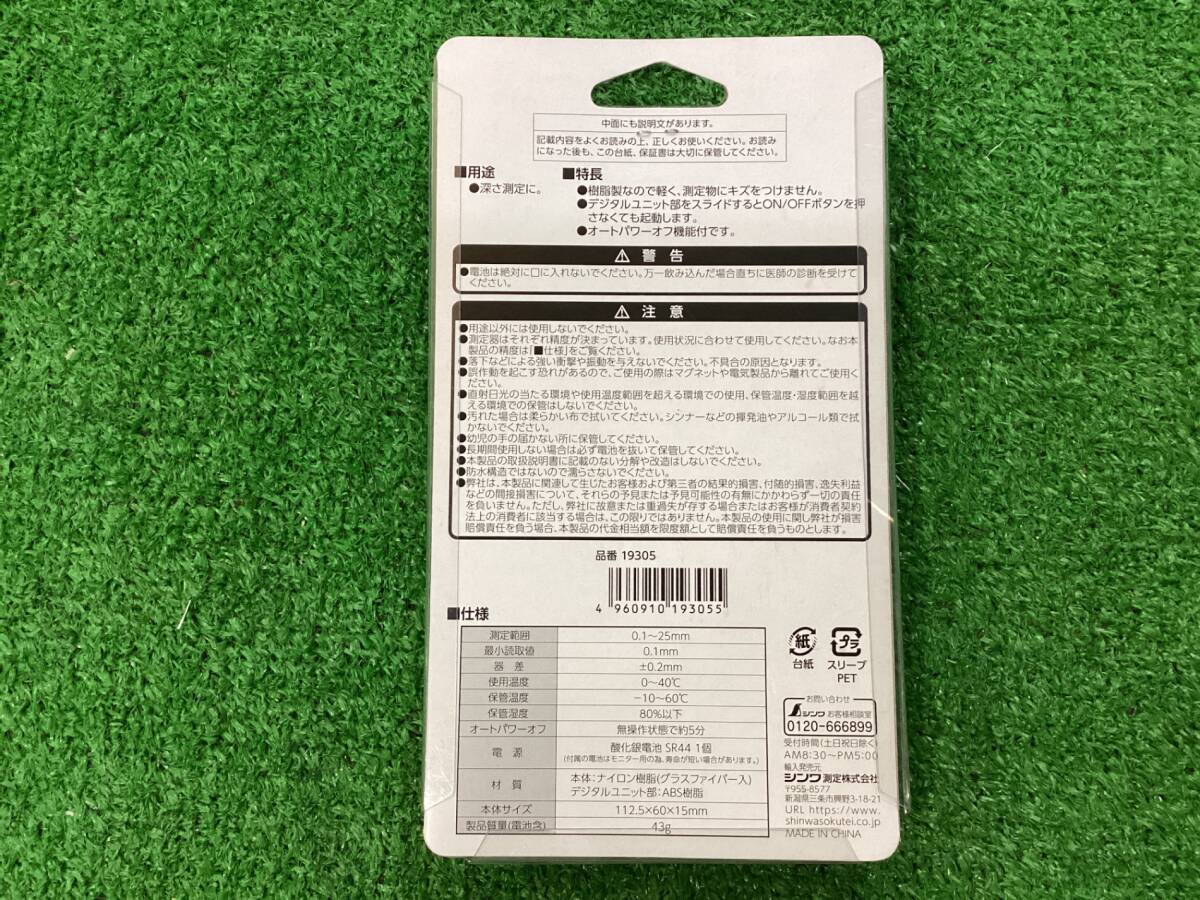 中面にも説明文があります。
記載内容をよくお読みの上、正しくお使いください。お読み
になった後も、この台紙、保証書は大切に保管してください。
■用途
●深さ測定に。
■特長
●樹脂製なので軽く、測定物にキズをつけません。
●デジタルユニット部をスライドするとON/OFFボタンを押
さなくても起動します。
●オートパワーオフ機能付です。
⚠ 警告
●電池は絶対に口に入れないでください。万一飲み込んだ場合直ちに医師の診断を受けて
ください。
⚠ 注意
●用途以外には使用しないでください。
●測定器はそれぞれ精度が決まっています。使用状況に合わせて使用してください。なお本
製品の精度は「■仕様」をご覧ください。
●落下などによる強い衝撃や振動を与えないでください。不具合の原因となります。
●誤作動を起こす恐れがあるので、ご使用の際はマグネットや電気製品から離れてご使用く
ださい。
●直射日光の当たる環境や使用温度範囲を超える環境での使用、保管温度・湿度範囲を越
える環境での保管はしないでください。
●汚れた場合は柔らかい布で拭いてください。シンナーなどの揮発油やアルコール類で拭
かないでください。
●幼児の手の届かない所に保管してください。
●長期間使用しない場合は必ず電池を抜いて保管してください。
●本製品の取扱説明書に記載のない分解や改造はしないでください。
●防水構造ではないので濡らさないでください。
●弊社は、本製品に関連して生じたお客様および第三者の結果的損害、付随的損害、逸失利益
などの間接損害について、それらの予見または予見可能性の有無にかかわらず一切の責任
を負いません。ただし、弊社に故意または重過失が存する場合またはお客様が消費者契約
法上の消費者に該当する場合は、この限りではありません。本製品の使用に関し弊社が損害
賠償責任を負う場合、本製品の代金相当額を限度額として賠償責任を負うものとします。
品番 19305
4 960910 193055
■仕様
測定範囲 0.1～25mm
最小読取値 0.1mm
器差 ±0.2mm
使用温度 0～40℃
保管温度 −10～60℃
保管湿度 80%以下
オートパワーオフ 無操作状態で約5分
電源 酸化銀電池 SR44 1個
(付属の電池はモニター用の為、寿命が短い場合があります。)
材質 本体：ナイロン樹脂(グラスファイバー入)
デジタルユニット部：ABS樹脂
本体サイズ 112.5×60×15mm
製品質量(電池含) 43g
紙
台紙
プラ
スリーブ
PET
お問い合わせ
シンワ お客様相談室
0120-666899
受付時間(土日祝日除く)
AM8:30～PM5:00
輸入発売元
シンワ測定株式会社
〒955-8577
新潟県三条市興野3-18-21
URL https://www.
shinwasokutei.co.jp
MADE IN CHINA